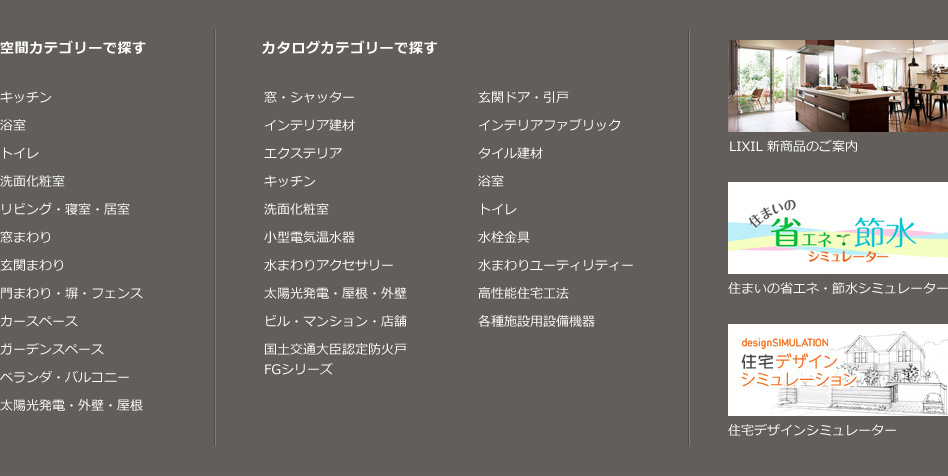 空間カテゴリーで探す
キッチン
浴室
トイレ
洗面化粧室
リビング・寝室・居室
窓まわり
玄関まわり
門まわり・塀・フェンス
カースペース
ガーデンスペース
ベランダ・バルコニー
太陽光発電・外壁・屋根
カタログカテゴリーで探す
窓・シャッター
インテリア建材
エクステリア
キッチン
洗面化粧室
小型電気温水器
水まわりアクセサリー
太陽光発電・屋根・外壁
ビル・マンション・店舗
国土交通大臣認定防火戸
FGシリーズ
玄関ドア・引戸
インテリアファブリック
タイル建材
浴室
トイレ
水栓金具
水まわりユーティリティー
高性能住宅工法
各種施設用設備機器
LIXIL 新商品のご案内
住まいの
省エネ・節水
シミュレーター
住まいの省エネ・節水シミュレーター
designSIMULATION
住宅デザイン
シミュレーション
住宅デザインシミュレーター